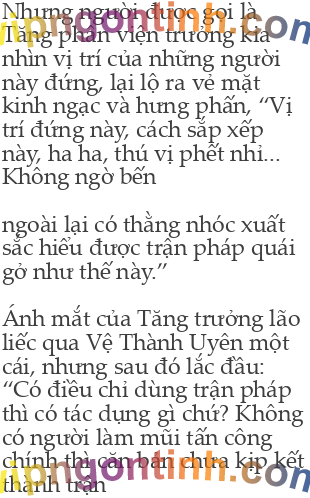 Nhưng người được gọi là
Tăng phân viện trưởng kia
nhìn vị trí của những người
này đứng, lại lộ ra vẻ mặt
kinh ngạc và hưng phấn, “Vị
trí đứng này, cách sắp xếp
này, ha ha, thú vị phết nhỉ...
Không ngờ bến
ngoài lại có thằng nhóc xuất
sắc hiểu được trận pháp quái
gở như thế này.”
Ánh mắt của Tăng trưởng lão
liếc qua Vệ Thành Uyên một
cái, nhưng sau đó lắc đầu:
“Có điều chỉ dùng trận pháp
thì có tác dụng gì chứ? Không
có người làm mũi tấn công
chính thì căn bản chưa kịp kết
thành trận
vipngontinh.com
vipngontinh.com